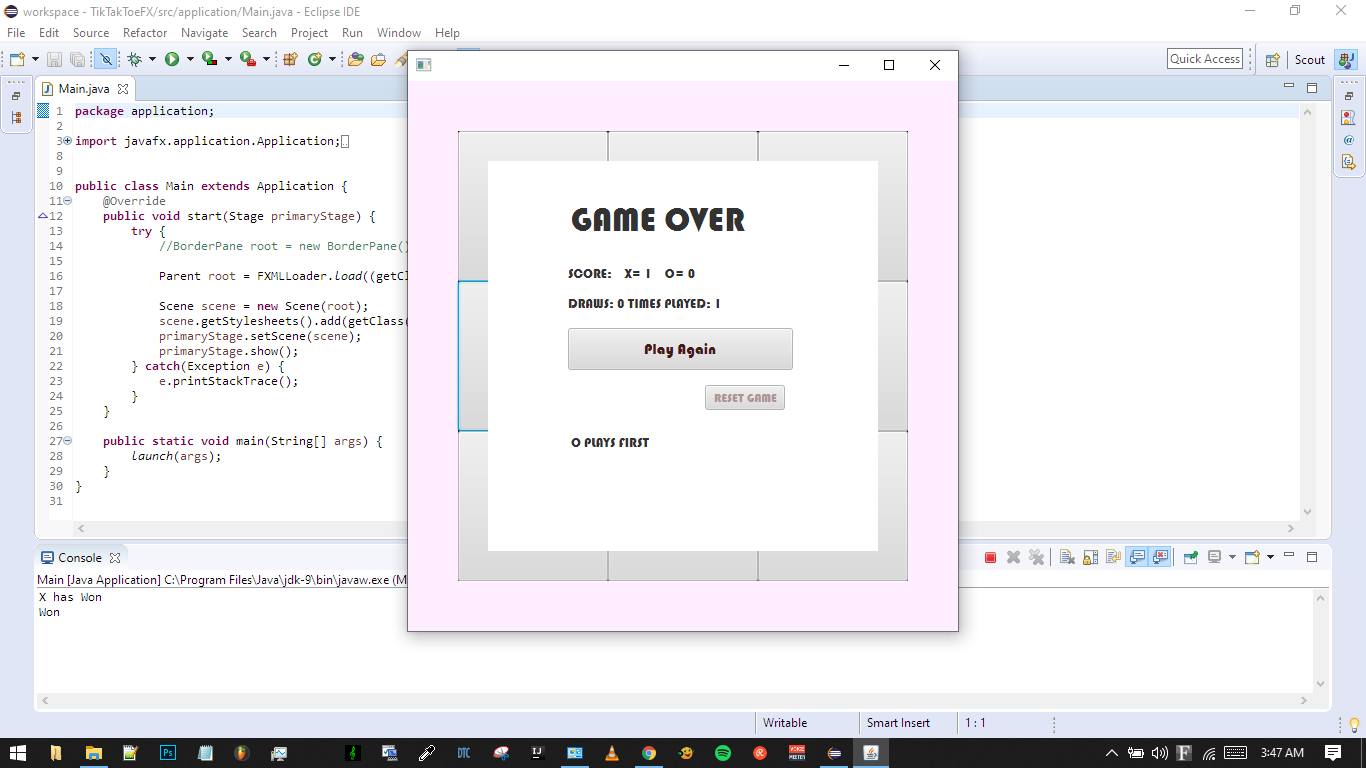 workspace - TikTakToeFX/src/application/Main.java - Eclipse IDE
File Edit Source Refactor Navigate Search Project Run Window Help
Quick Access
Scout
Main.java
1 package application;
2
3 import javafx.application.Application;
8
9
10 public class Main extends Application {
11 @Override
12 public void start(Stage primaryStage) {
13 try {
14 //BorderPane root = new BorderPane()
15
16 Parent root = FXMLLoader.load((getCl
17
18 Scene scene = new Scene(root);
19 scene.getStylesheets().add(getClass(
20 primaryStage.setScene(scene);
21 primaryStage.show();
22 } catch(Exception e) {
23 e.printStackTrace();
24 }
25 }
26
27 public static void main(String[] args) {
28 launch(args);
29 }
30 }
31
GAME OVER
SCORE: X= 1 O= 0
DRAWS: 0 TIMES PLAYED: 1
Play Again
RESET GAME
O PLAYS FIRST
Console
Main [Java Application] C:\Program Files\Java\jdk-9\bin\javaw.exe (M
X has Won
Won
Writable Smart Insert 1 : 1
Ps DTC IJ VOICE MEETER F 3:47 AM